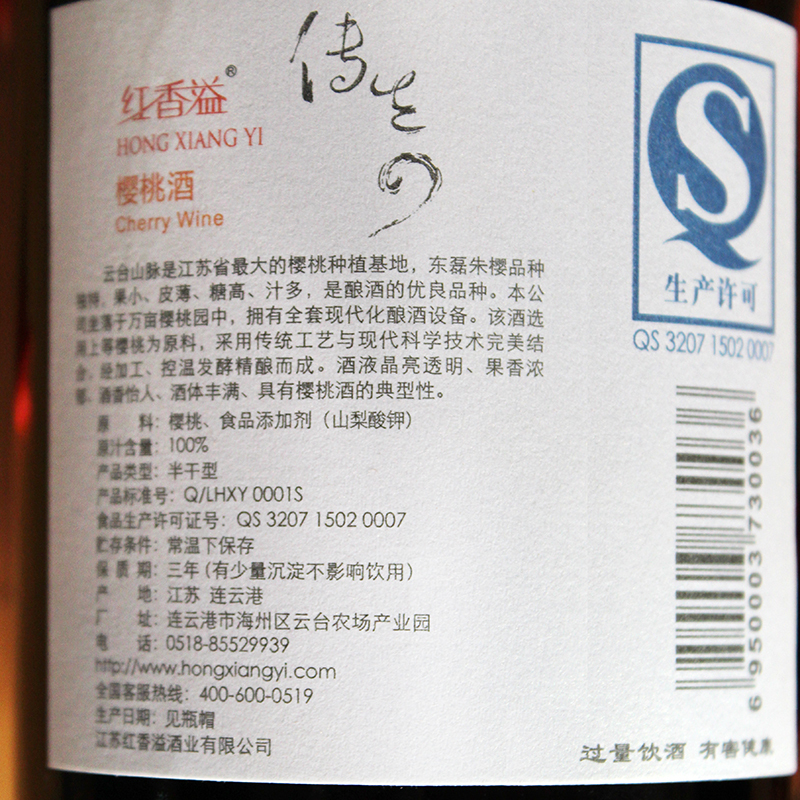 传世の
红香溢®
HONG XIANG YI
樱桃酒
Cherry Wine
云台山脉是江苏省最大的樱桃种植基地，东磊朱樱品种
独特，果小、皮薄、糖高、汁多，是酿酒的优良品种。本公
司坐落于万亩樱桃园中，拥有全套现代化酿酒设备。该酒选
用上等樱桃为原料，采用传统工艺与现代科学技术完美结
合，经加工、控温发酵精酿而成。酒液晶亮透明、果香浓
郁、酒香怡人、酒体丰满、具有樱桃酒的典型性。
原 料：樱桃、食品添加剂（山梨酸钾）
原汁含量：100%
产品类型：半干型
产品标准号：Q/LHXY 0001S
食品生产许可证号：QS 3207 1502 0007
贮存条件：常温下保存
保 质 期：三年（有少量沉淀不影响饮用）
产 地：江苏 连云港
厂 址：连云港市海州区云台农场产业园
电 话：0518-85529939
http://www.hongxiangyi.com
全国客服热线：400-600-0519
生产日期：见瓶帽
江苏红香溢酒业有限公司
QS
生产许可
QS 3207 1502 0007
6 950003 730036
过量饮酒 有害健康